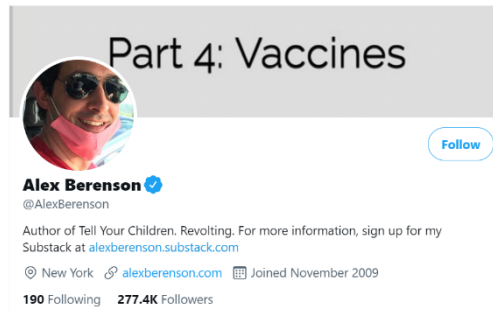 Part 4: Vaccines
Follow
Alex Berenson
@AlexBerenson
Author of Tell Your Children. Revolting. For more information, sign up for my
Substack at alexberenson.substack.com
New York alexberenson.com Joined November 2009
190 Following 277.4K Followers